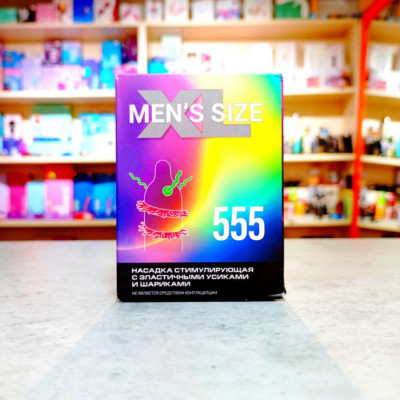 XL
MEN'S SIZE
555
НАСАДКА СТИМУЛИРУЮЩАЯ
С ЭЛАСТИЧНЫМИ УСИКАМИ
И ШАРИКАМИ
НЕ ЯВЛЯЕТСЯ СРЕДСТВОМ КОНТРАЦЕПЦИИ